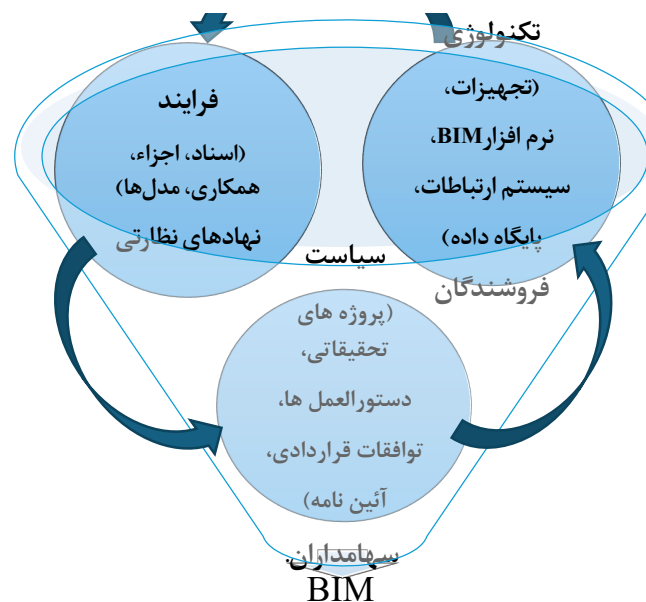 تکنولوژی
(تجهیزات،
نرم افزارBIM،
سیستم ارتباطات،
پایگاه داده)
فروشندگان
فرایند
(اسناد، اجزاء،
همکاری، مدل‌ها)
نهادهای نظارتی
سیاست
(پروژه های
تحقیقاتی،
دستورالعمل ها،
توافقات قراردادی،
آئین نامه)
سهامداران.
BIM